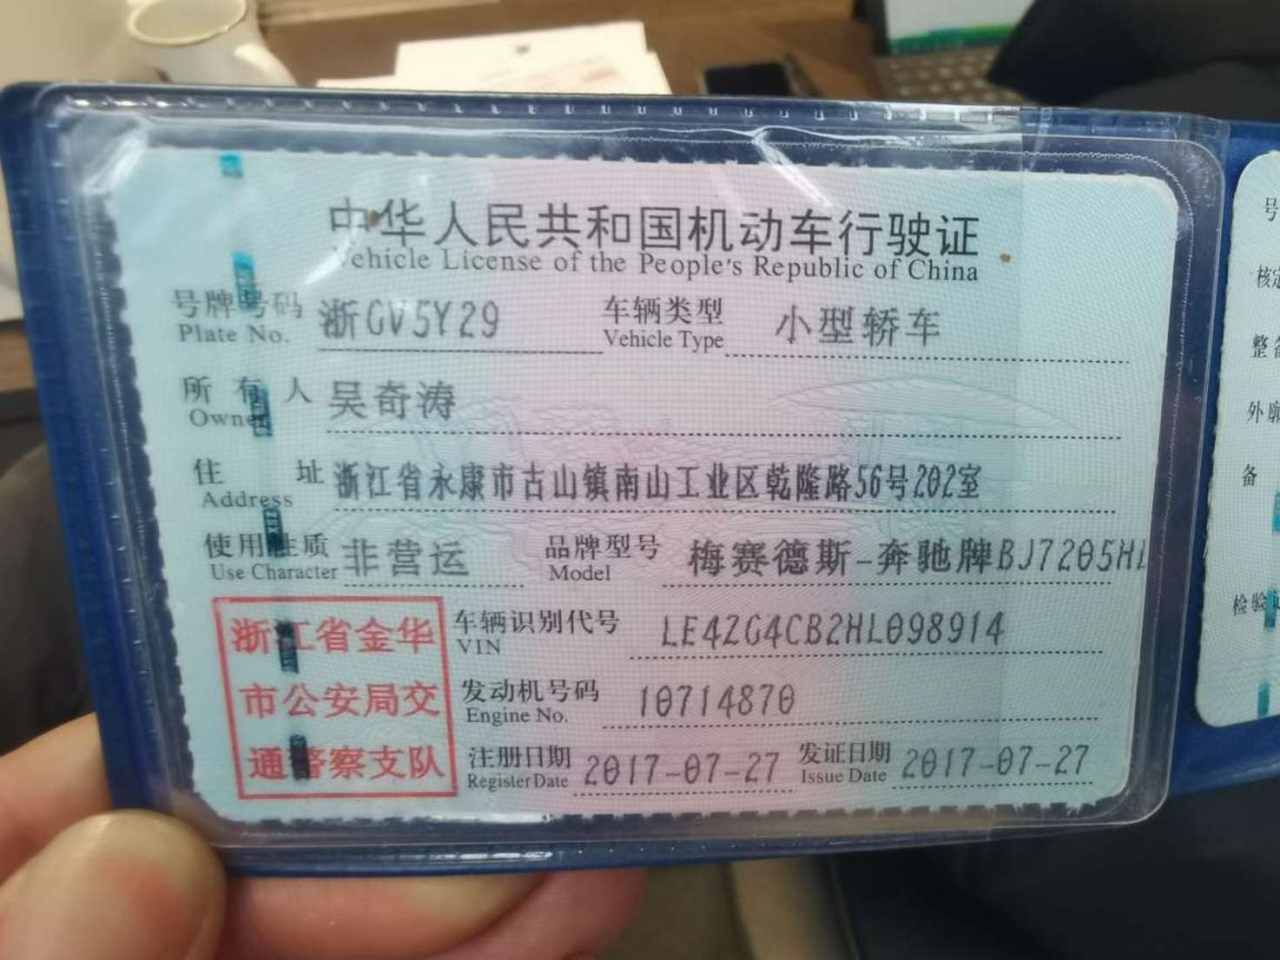 中华人民共和国机动车行驶证
Vehicle License of the People's Republic of China
号牌号码 浙GV5Y29 车辆类型 小型轿车
Plate No. Vehicle Type
所有人 吴奇涛
Owner
住址 浙江省永康市古山镇南山工业区乾隆路56号202室
Address
使用性质 非营运 品牌型号 梅赛德斯-奔驰牌BJ7205H
Use Character Model
浙江省金华
市公安局交
通警察支队
车辆识别代号 LE4ZG4CB2HL098914
VIN
发动机号码 10714870
Engine No.
注册日期 2017-07-27 发证日期 2017-07-27
Register Date Issue Date
号
核定
整备
外廓
备
检验